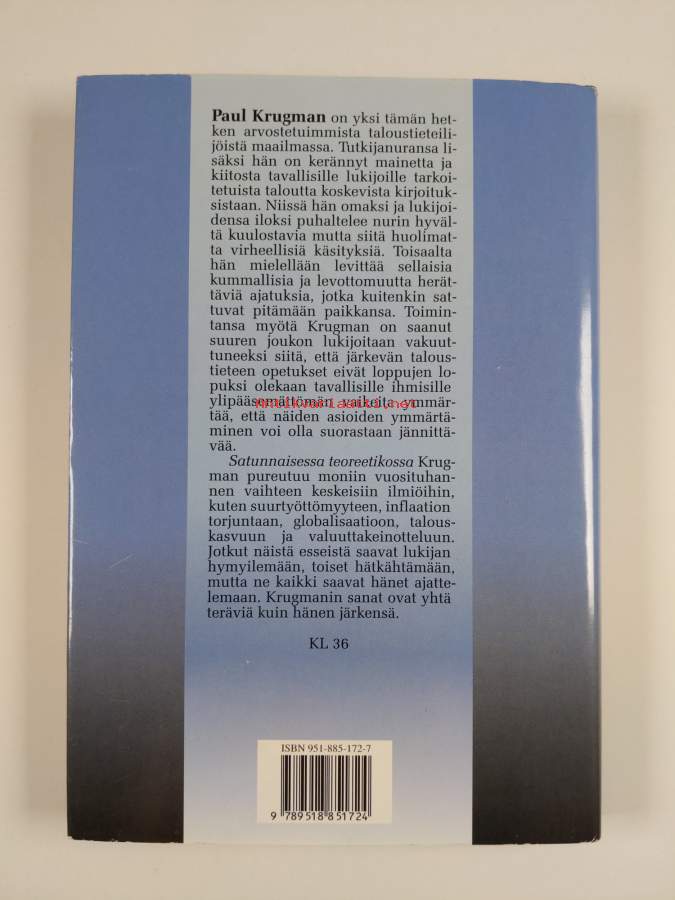 Paul Krugman on yksi tämän het-
ken arvostetuimmista taloustieteili-
jöistä maailmassa. Tutkijanuransa li-
säksi hän on kerännyt mainetta ja
kiitosta tavallisille lukijoille tarkoi-
tetuista taloutta koskevista kirjoituk-
sistaan. Niissä hän omaksi ja lukijoi-
densa iloksi puhaltelee nurin hyväl-
tä kuulostavia mutta siitä huolimat-
ta virheellisiä käsityksiä. Toisaalta
hän mielellään levittää sellaisia
kummallisia ja levottomuutta herät-
täviä ajatuksia, jotka kuitenkin sat-
tuvat pitämään paikkansa. Toimin-
tansa myötä Krugman on saanut
suuren joukon lukijoitaan vakuut-
tuneeksi siitä, että järkevän talous-
tieteen opetukset eivät loppujen lo-
puksi olekaan tavallisille ihmisille
ylipääsemättömän vaikeita ymmär-
Antikvariaatti.net
tää, että näiden asioiden ymmärtä-
minen voi olla suorastaan jännittä-
vää.
Satunnaisessa teoreetikossa Krug-
man pureutuu moniin vuosituhan-
nen vaihteen keskeisiin ilmiöihin,
kuten suurtyöttömyyteen, inflaation
torjuntaan, globalisaatioon, talous-
kasvuun ja valuuttakeinotteluun.
Jotkut näistä esseistä saavat lukijan
hymyilemään, toiset hätkähtämään,
mutta ne kaikki saavat hänet ajatte-
lemaan. Krugmanin sanat ovat yhtä
teräviä kuin hänen järkensä.
KL 36
ISBN 951-885-172-7
9 789518 851724